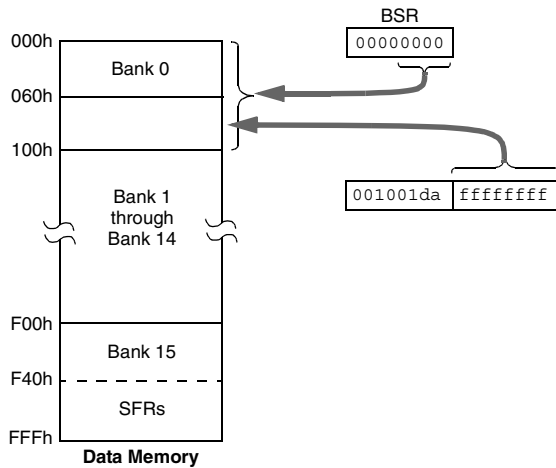 BSR
000h
00000000
Bank 0
060h
100h
Bank 1
through
Bank 14
001001da ffffffff
F00h
Bank 15
F40h
SFRs
FFFh
Data Memory